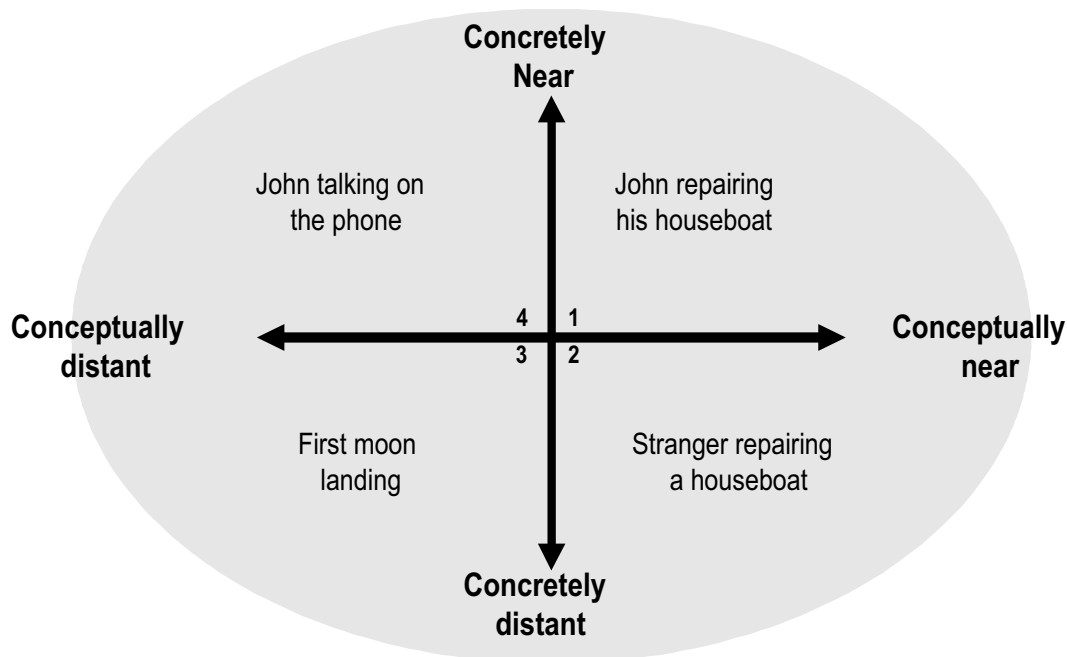 Concretely
Near
John talking on
the phone
John repairing
his houseboat
4 1
Conceptually
distant
Conceptually
near
3 2
First moon
landing
Stranger repairing
a houseboat
Concretely
distant